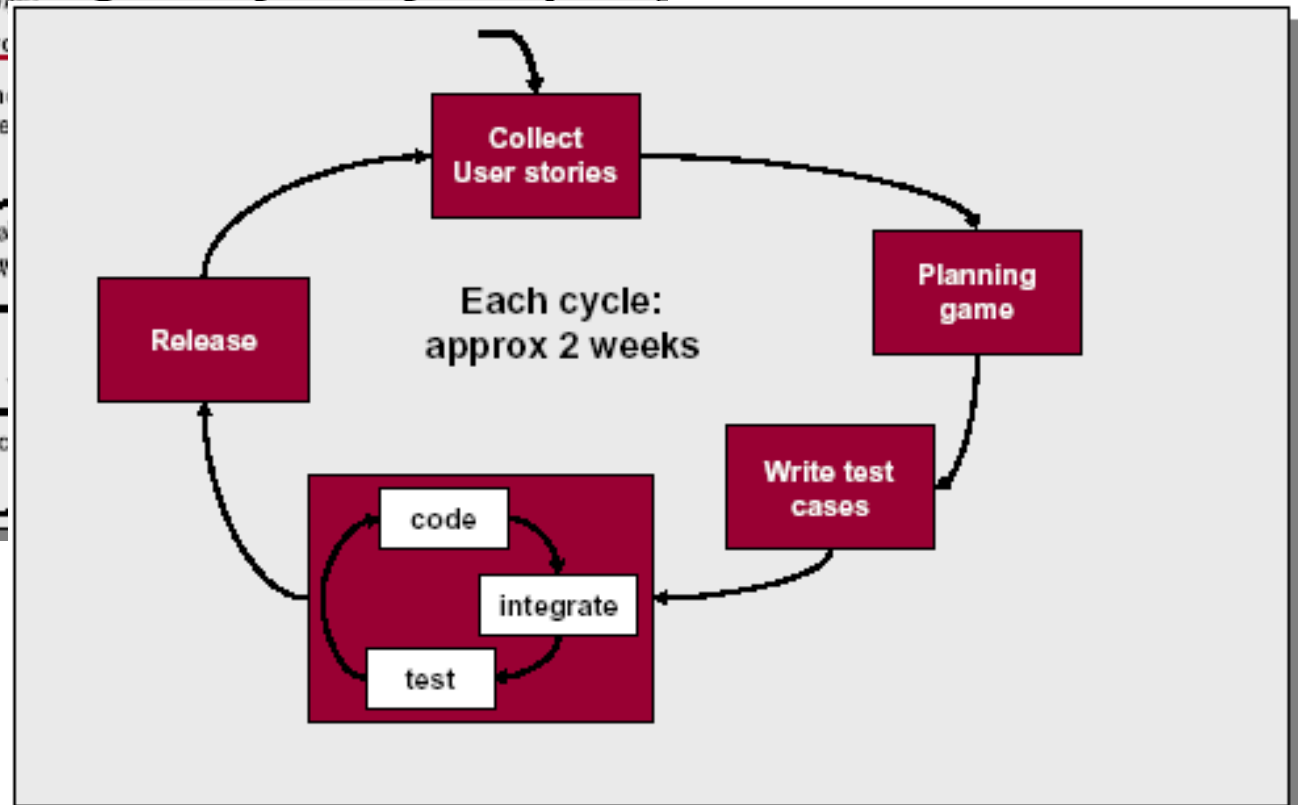 Collect
User stories
Planning
game
Each cycle:
approx 2 weeks
Release
Write test
cases
code
integrate
test